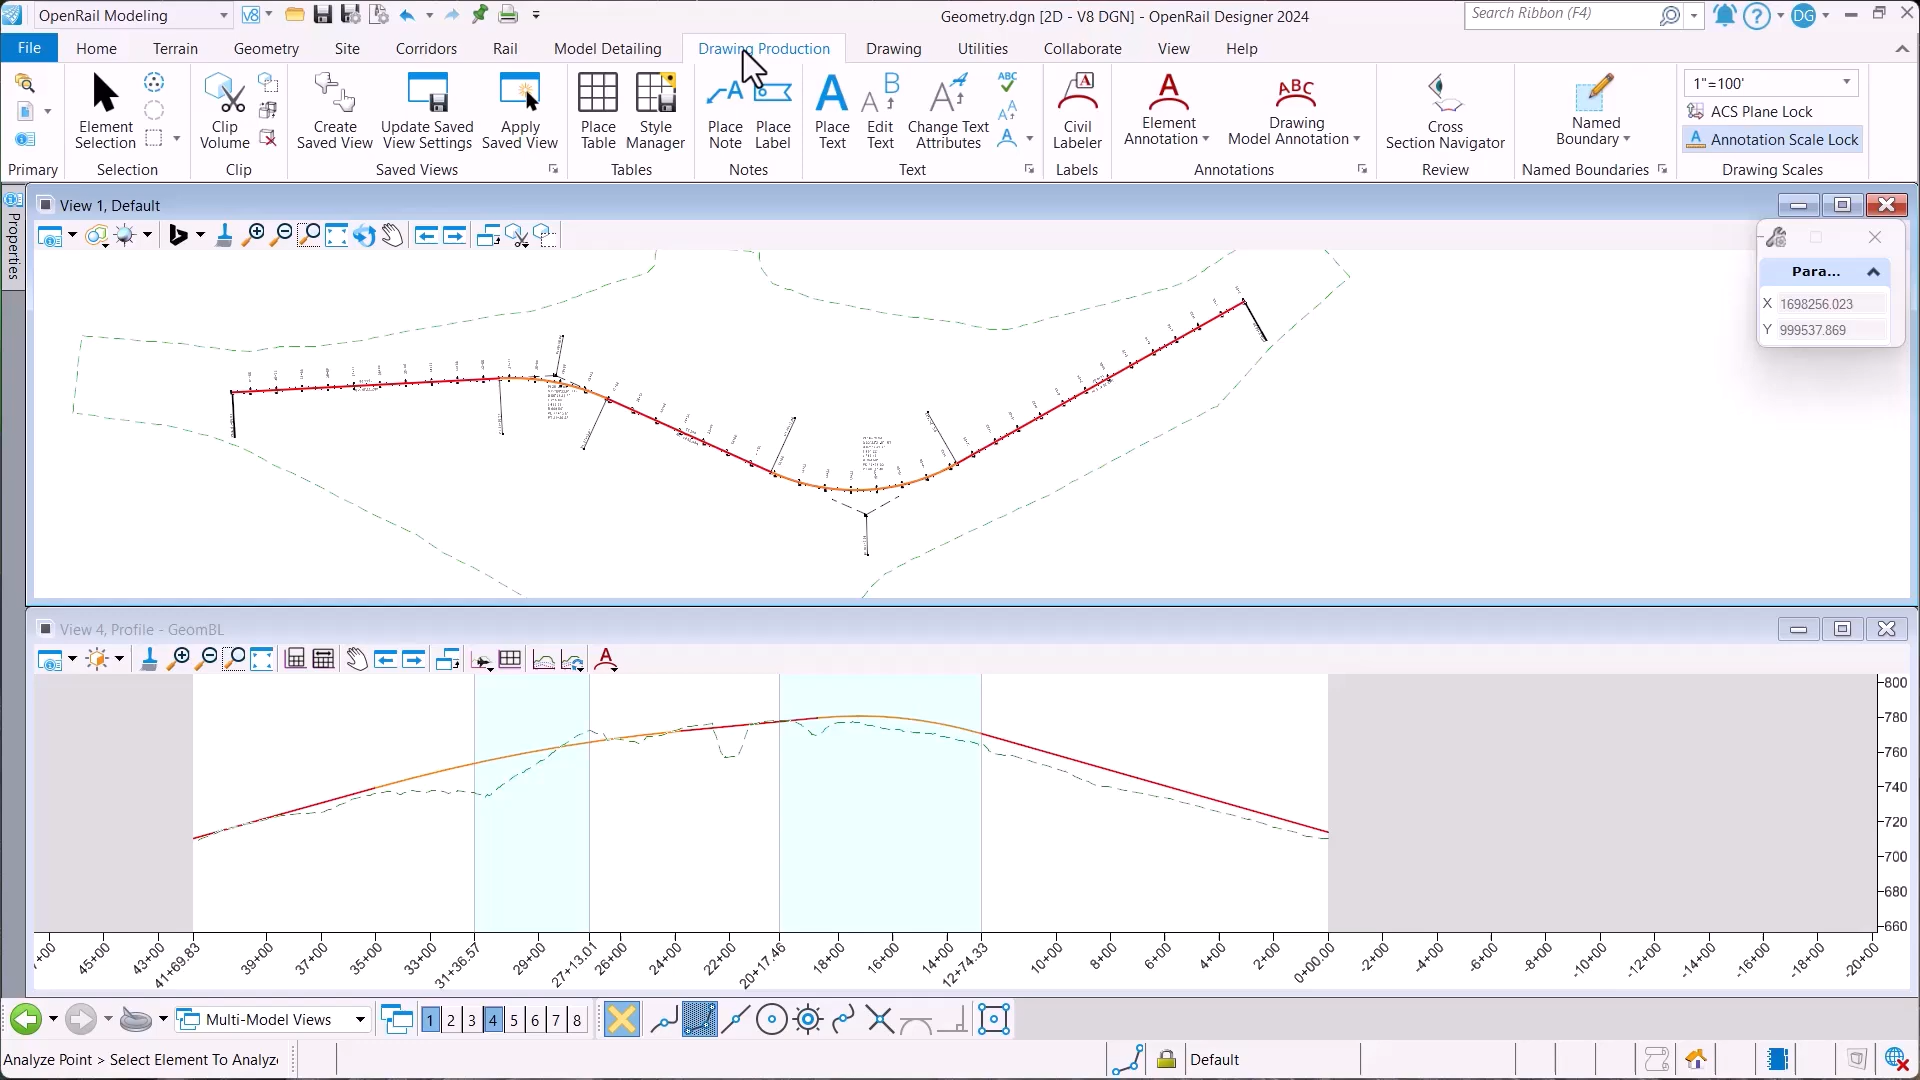 OpenRail Modeling
V8
Geometry.dgn [2D - V8 DGN] - OpenRail Designer 2024
Search Ribbon (F4)
DG
File
Home
Terrain
Geometry
Site
Corridors
Rail
Model Detailing
Drawing Production
Drawing
Utilities
Collaborate
View
Help
Element
Selection
Clip
Volume
Create
Saved View
Update Saved
View Settings
Apply
Saved View
Place
Table
Style
Manager
Place
Note
Place
Label
Place
Text
Edit
Text
Change Text
Attributes
Civil
Labeler
Element
Annotation
Drawing
Model Annotation
Cross
Section Navigator
Named
Boundary
1"=100'
ACS Plane Lock
Annotation Scale Lock
Primary
Selection
Clip
Saved Views
Tables
Notes
Text
Labels
Annotations
Review
Named Boundaries
Drawing Scales
Properties
View 1, Default
Para...
X 1698256.023
Y 999537.869
View 4, Profile - GeomBL
800
780
760
740
720
700
680
660
45+00
43+00
41+69.83
39+00
37+00
35+00
33+00
31+36.57
29+00
27+13.01
26+00
24+00
22+00
20+17.46
18+00
16+00
14+00
12+74.33
10+00
8+00
6+00
4+00
2+00
0+00.00
-2+00
-4+00
-6+00
-8+00
-10+00
-12+00
-14+00
-16+00
-18+00
-20+00
Multi-Model Views
1 2 3 4 5 6 7 8
Analyze Point > Select Element To Analyze
Default